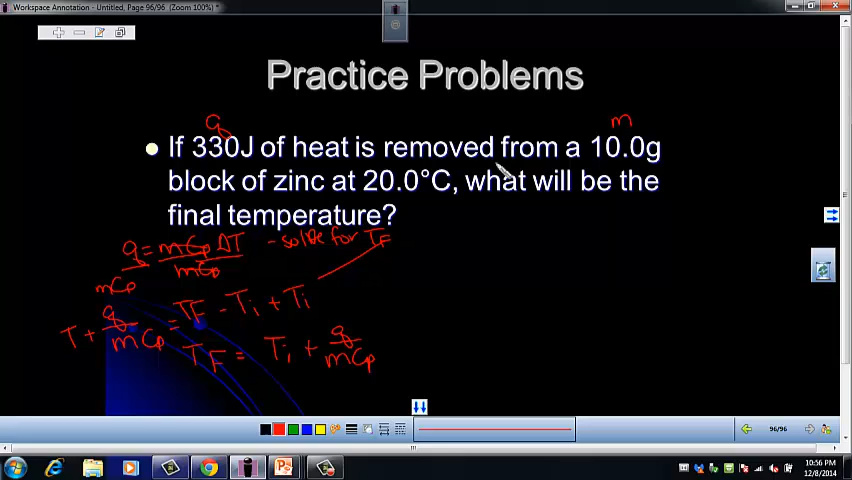 Workspace Annotation - Untitled, Page 96/96 (Zoom 100%) *
Practice Problems
q m
If 330J of heat is removed from a 10.0g
block of zinc at 20.0°C, what will be the
final temperature?
q = mCp ΔT - solve for TF
mCp mCp
T + q/mCp = TF - Ti + Ti
TF = Ti + q/mCp
96/96
10:56 PM
12/8/2014